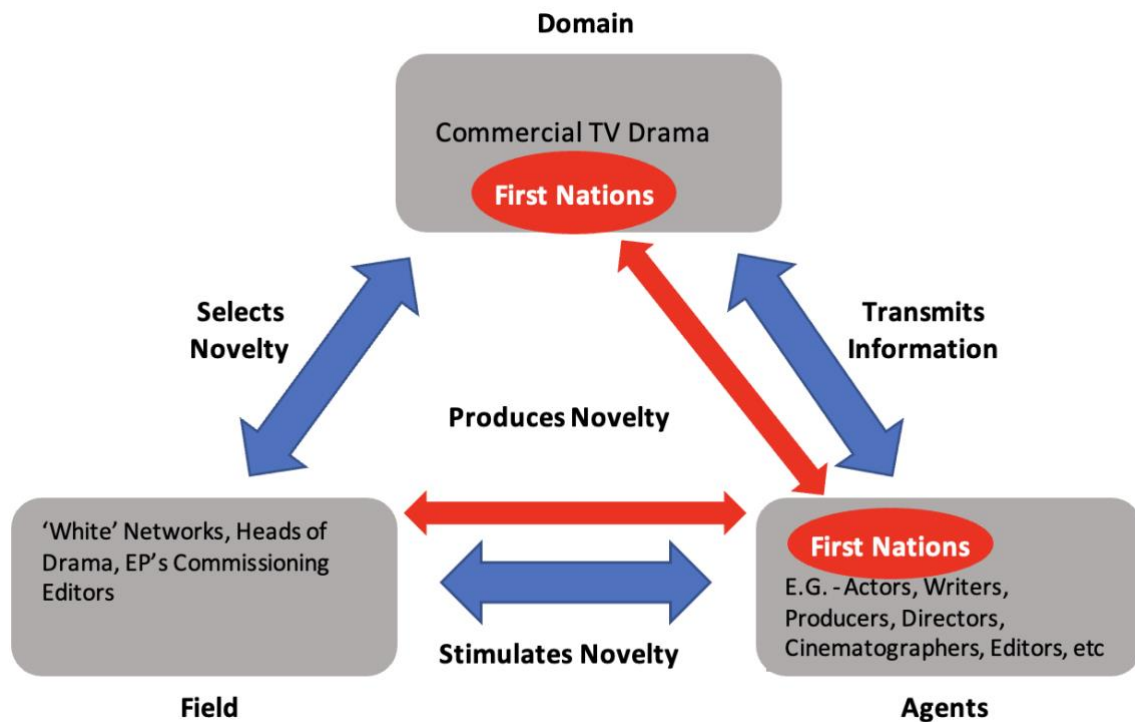 Domain
Commercial TV Drama
First Nations
Selects
Novelty
Transmits
Information
Produces Novelty
‘White’ Networks, Heads of
Drama, EP’s Commissioning
Editors
First Nations
E.G. - Actors, Writers,
Producers, Directors,
Cinematographers, Editors, etc
Stimulates Novelty
Field
Agents